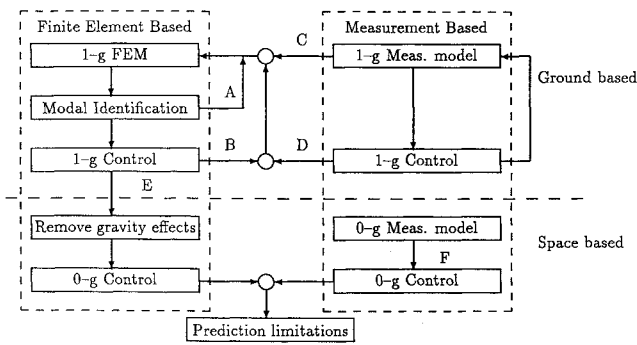 Finite Element Based
Measurement Based
1–g FEM
C
1–g Meas. model
Ground based
A
Modal Identification
1–g Control
B
D
1–g Control
E
Remove gravity effects
0–g Meas. model
Space based
F
0–g Control
0–g Control
Prediction limitations